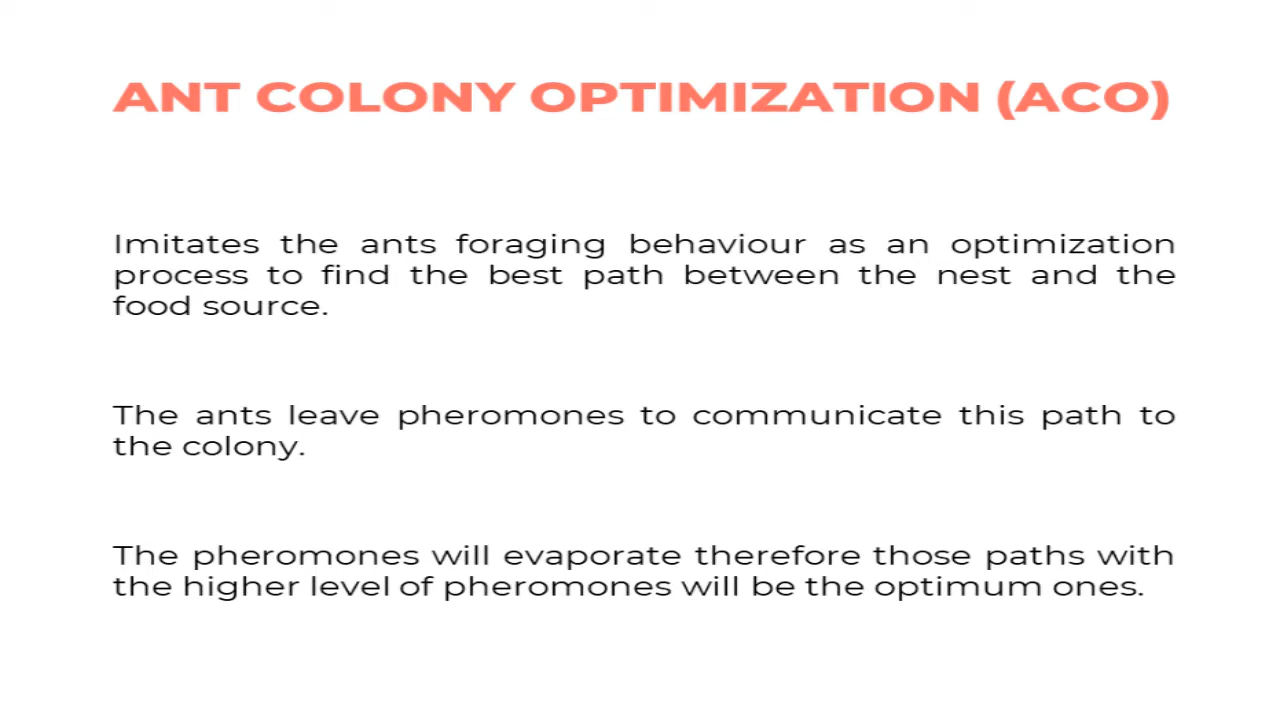 ANT COLONY OPTIMIZATION (ACO)
Imitates the ants foraging behaviour as an optimization
process to find the best path between the nest and the
food source.
The ants leave pheromones to communicate this path to
the colony.
The pheromones will evaporate therefore those paths with
the higher level of pheromones will be the optimum ones.